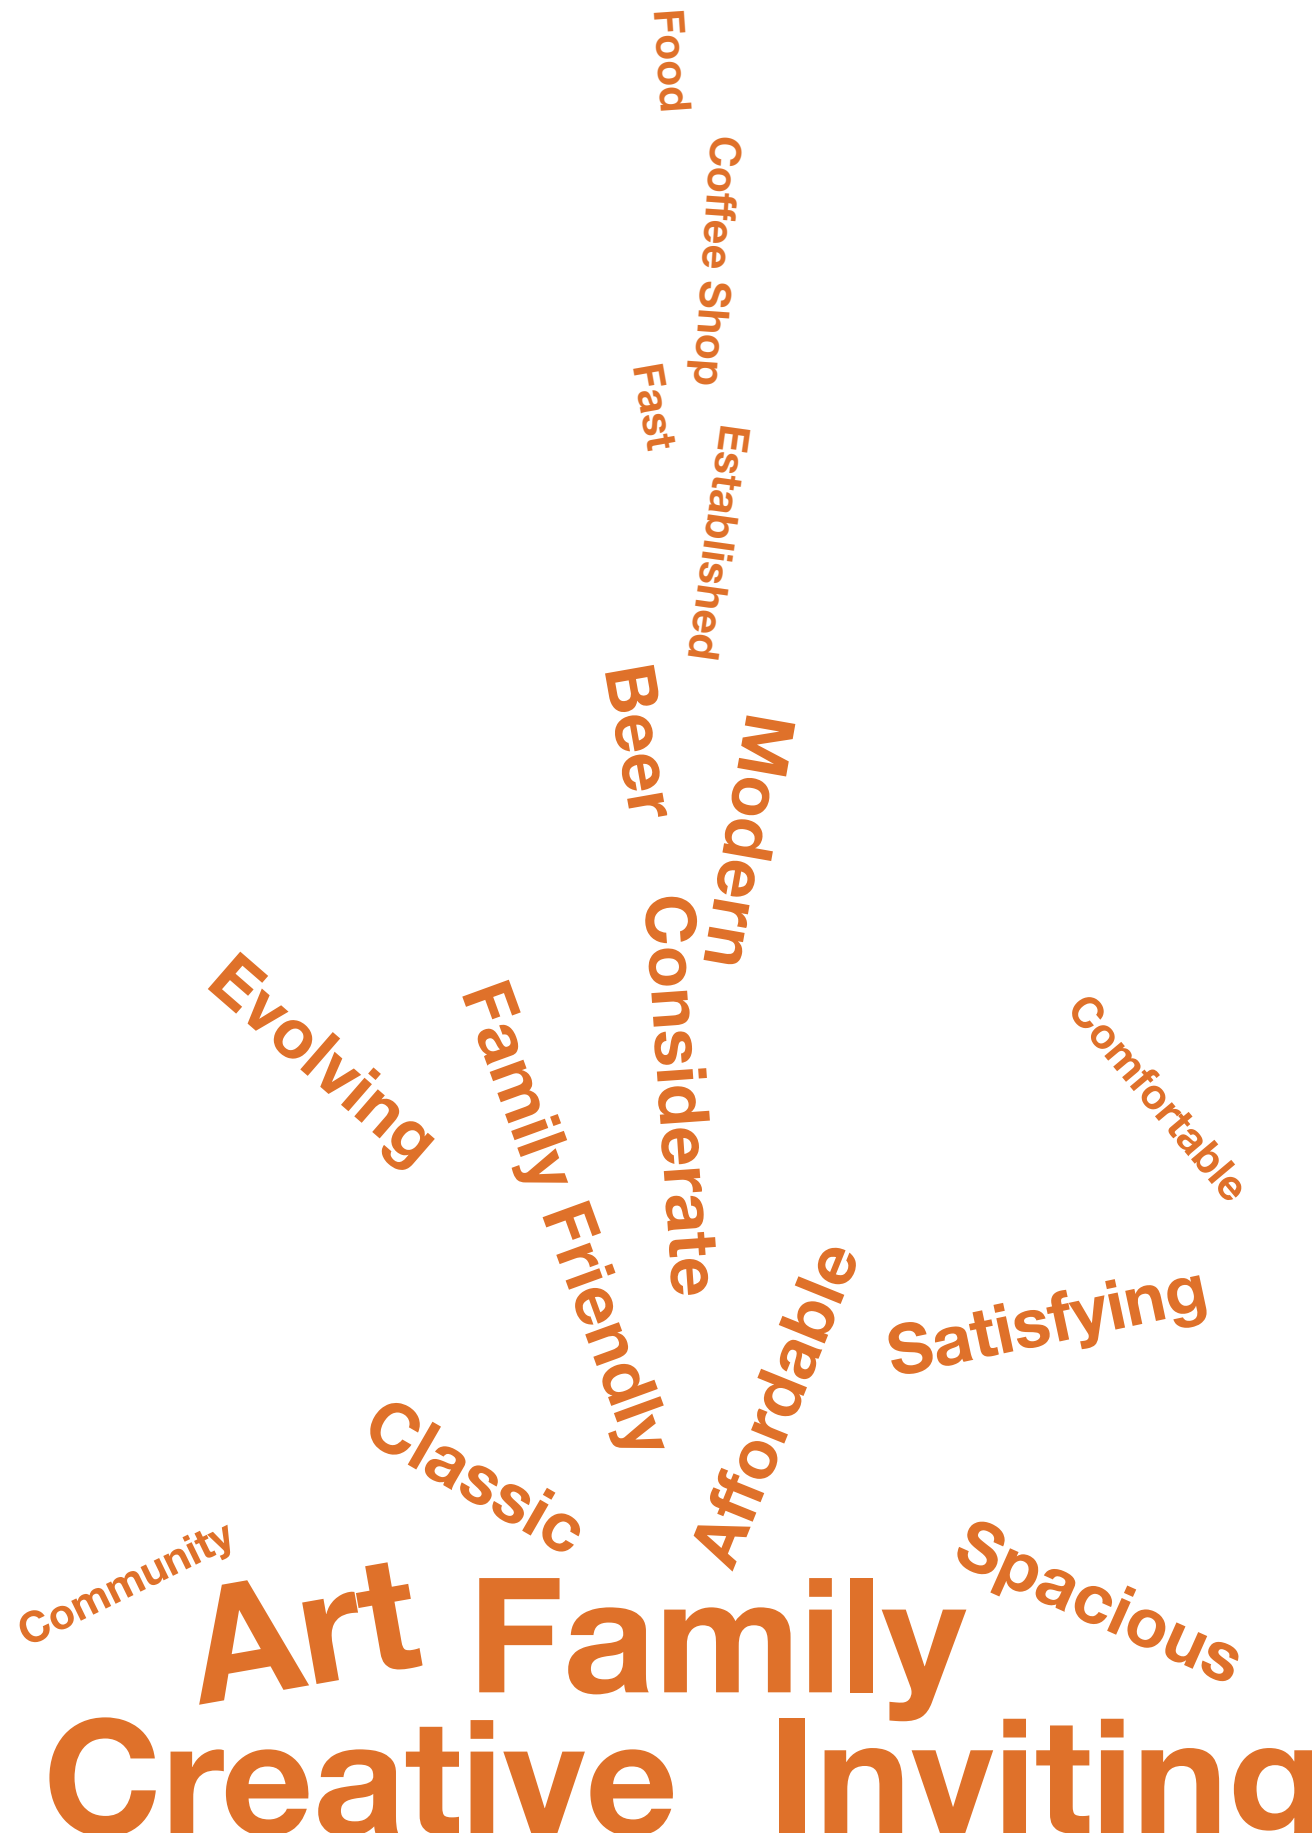 Food
Coffee Shop
Fast
Established
Beer
Modern
Considerate
Evolving
Family Friendly
Comfortable
Affordable
Satisfying
Classic
Community
Spacious
Art
Family
Creative
Inviting